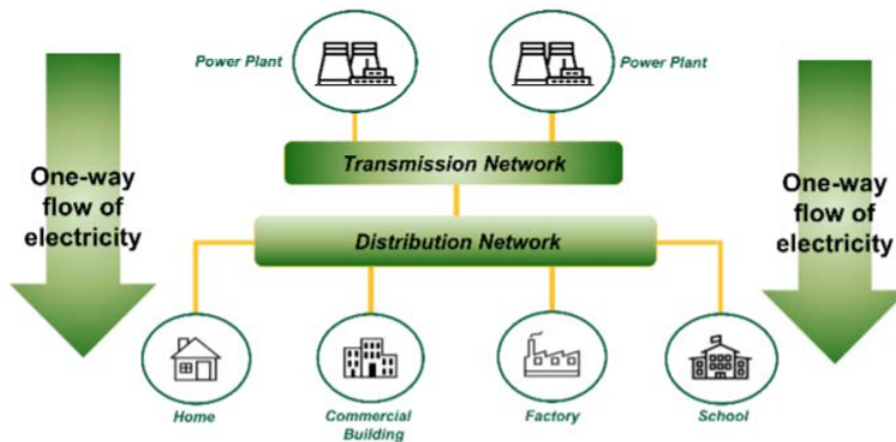 Power Plant
Power Plant
Transmission Network
One-way
flow of
electricity
One-way
flow of
electricity
Distribution Network
Home
Commercial
Building
Factory
School